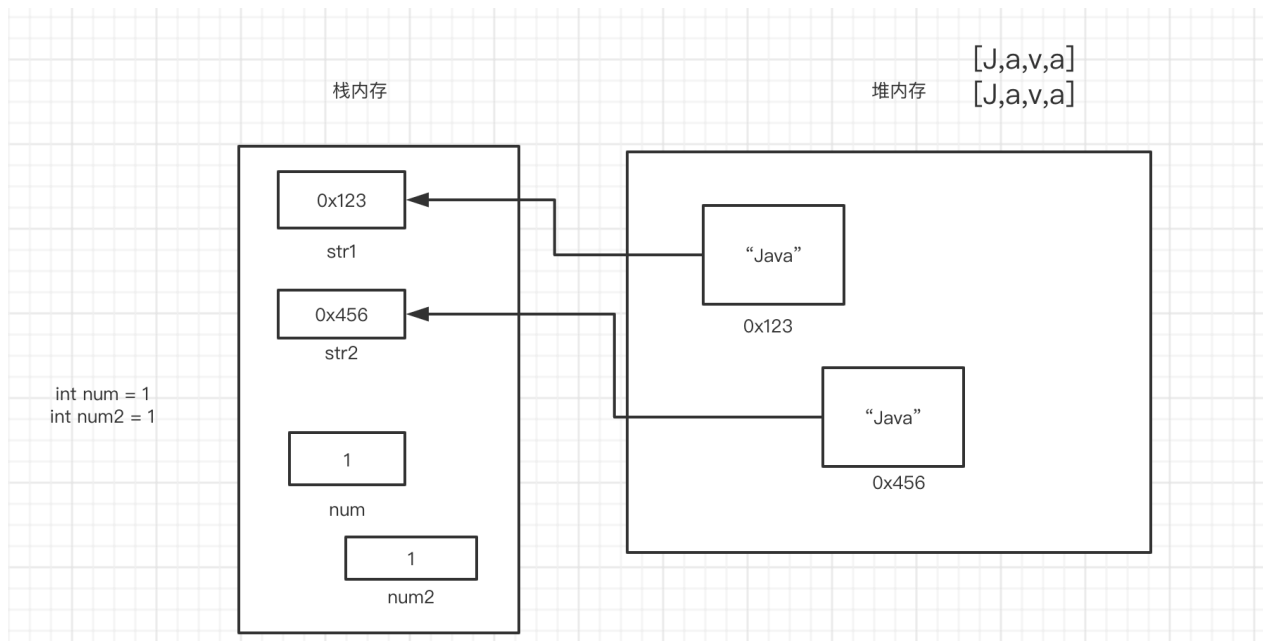 栈内存
堆内存
[J,a,v,a]
[J,a,v,a]
0x123
str1
0x456
str2
int num = 1
int num2 = 1
1
num
1
num2
“Java”
0x123
“Java”
0x456